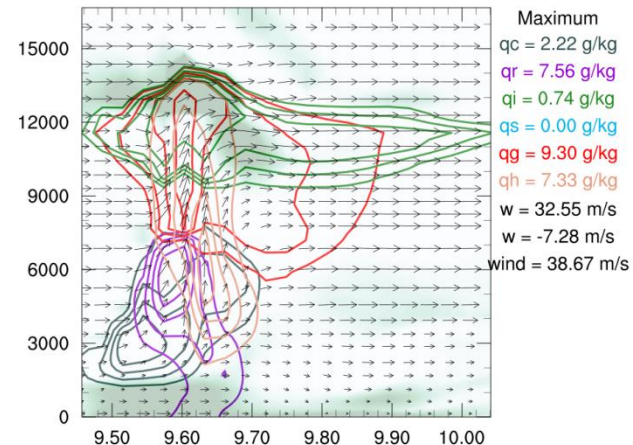 15000
12000
9000
6000
3000
0
9.50 9.60 9.70 9.80 9.90 10.00
Maximum
qc = 2.22 g/kg
qr = 7.56 g/kg
qi = 0.74 g/kg
qs = 0.00 g/kg
qg = 9.30 g/kg
qh = 7.33 g/kg
w = 32.55 m/s
w = -7.28 m/s
wind = 38.67 m/s